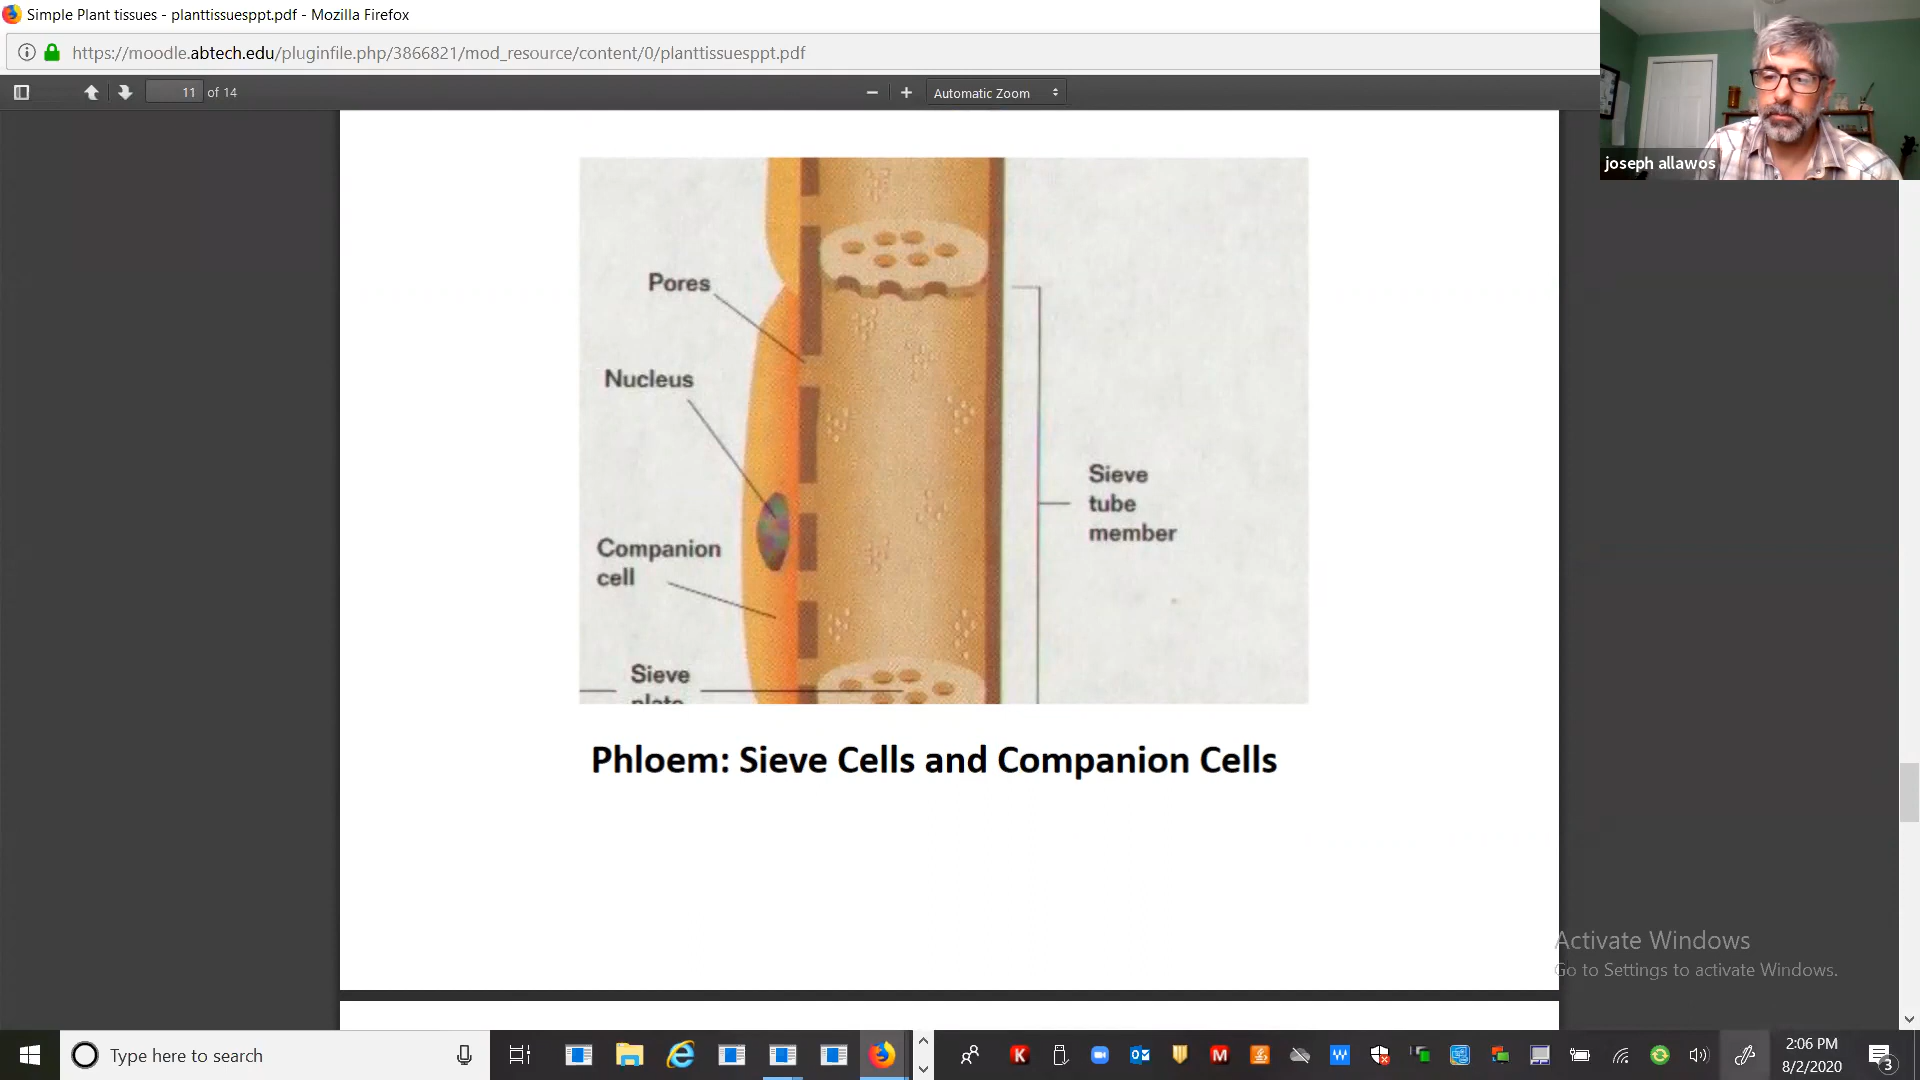 Simple Plant tissues - planttissuesppt.pdf - Mozilla Firefox
https://moodle.abtech.edu/pluginfile.php/3866821/mod_resource/content/0/planttissuesppt.pdf
11 of 14
Automatic Zoom
joseph allawos
Pores
Nucleus
Sieve
tube
member
Companion
cell
Sieve
plate
Phloem: Sieve Cells and Companion Cells
Activate Windows
Go to Settings to activate Windows.
Type here to search
K
M
W
2:06 PM
8/2/2020
3